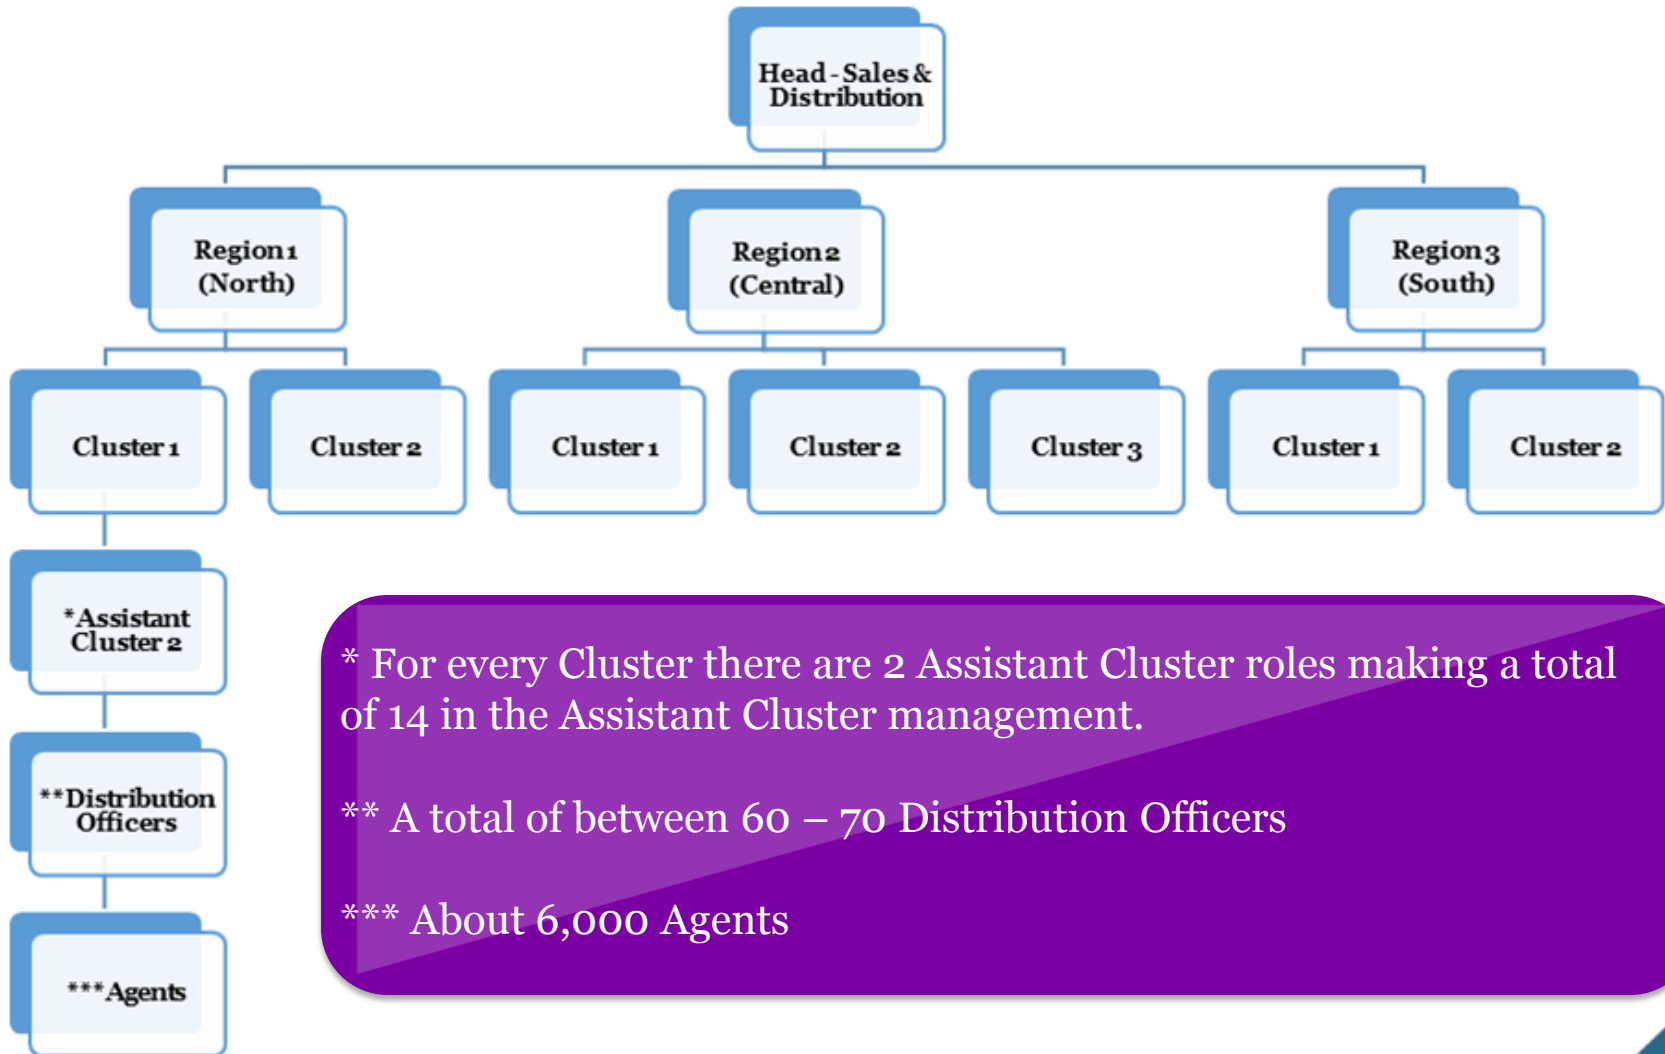 Head - Sales &
Distribution
Region 1
(North)
Region 2
(Central)
Region 3
(South)
Cluster 1
Cluster 2
Cluster 1
Cluster 2
Cluster 3
Cluster 1
Cluster 2
*Assistant
Cluster 2
**Distribution
Officers
***Agents
* For every Cluster there are 2 Assistant Cluster roles making a total
of 14 in the Assistant Cluster management.
** A total of between 60 – 70 Distribution Officers
*** About 6,000 Agents